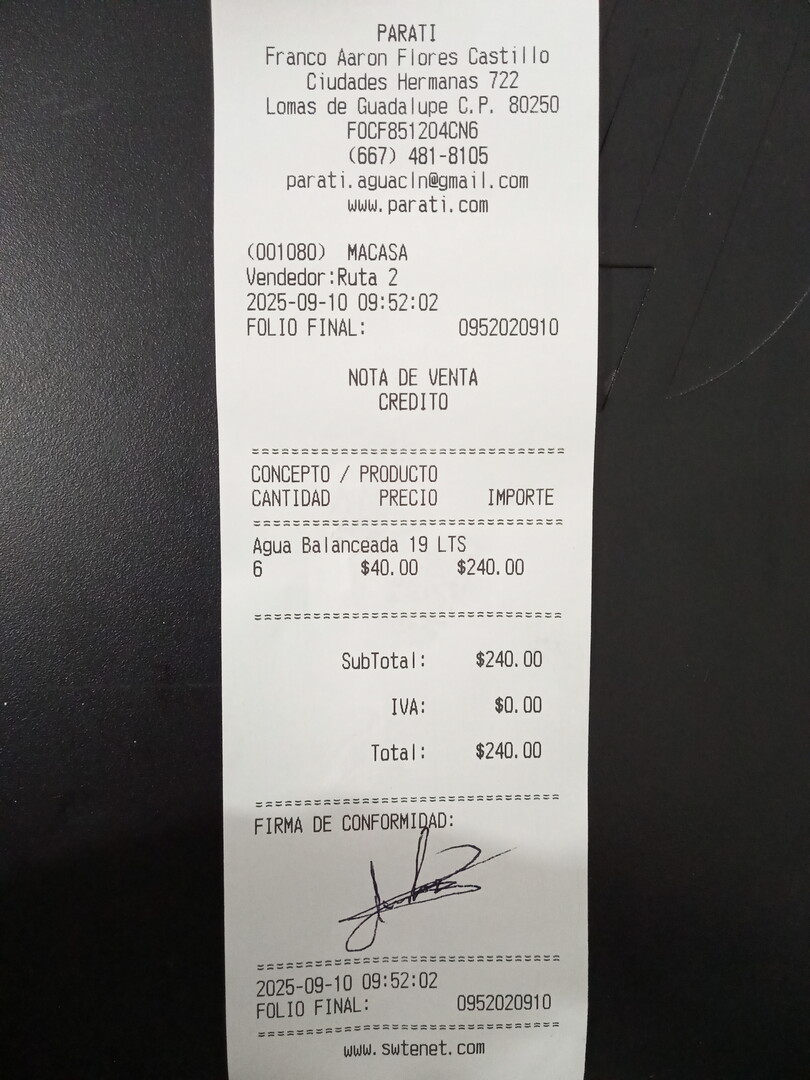 PARATI
Franco Aaron Flores Castillo
Ciudades Hermanas 722
Lomas de Guadalupe C.P. 80250
FOCF851204CN6
(667) 481-8105
parati.aguacln@gmail.com
www.parati.com
(001080) MACASA
Vendedor:Ruta 2
2025-09-10 09:52:02
FOLIO FINAL: 0952020910
NOTA DE VENTA
CREDITO
================================
CONCEPTO / PRODUCTO
CANTIDAD PRECIO IMPORTE
================================
Agua Balanceada 19 LTS
6 $40.00 $240.00
================================
SubTotal: $240.00
IVA: $0.00
Total: $240.00
================================
FIRMA DE CONFORMIDAD:
================================
2025-09-10 09:52:02
FOLIO FINAL: 0952020910
================================
www.swtenet.com